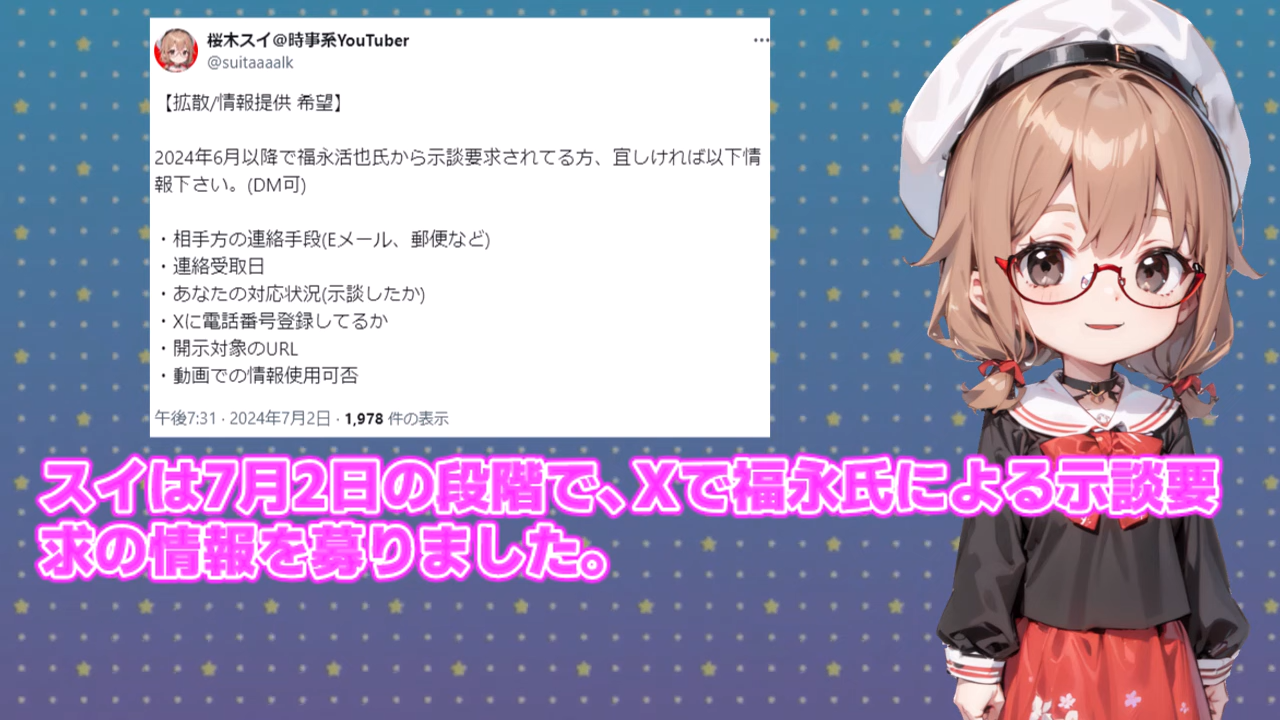 桜木スイ@時事系YouTuber
@suitaaaalk
【拡散/情報提供 希望】
2024年6月以降で福永活也氏から示談要求されてる方、宜しければ以下情
報下さい。(DM可)
・相手方の連絡手段(Eメール、郵便など)
・連絡受取日
・あなたの対応状況(示談したか)
・Xに電話番号登録してるか
・開示対象のURL
・動画での情報使用可否
午後7:31 · 2024年7月2日 · 1,978 件の表示
スイは7月2日の段階で、Xで福永氏による示談要
求の情報を募りました。